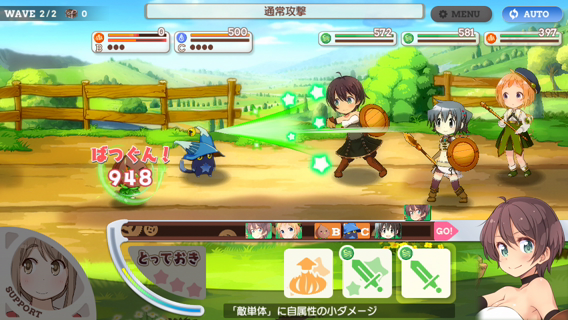 WAVE 2/2 0
通常攻撃
MENU
AUTO
0
B
500
C
572
581
397
ばつぐん！
948
B C
GO!
SUPPORT
とっておき
「敵単体」に自属性の小ダメージ